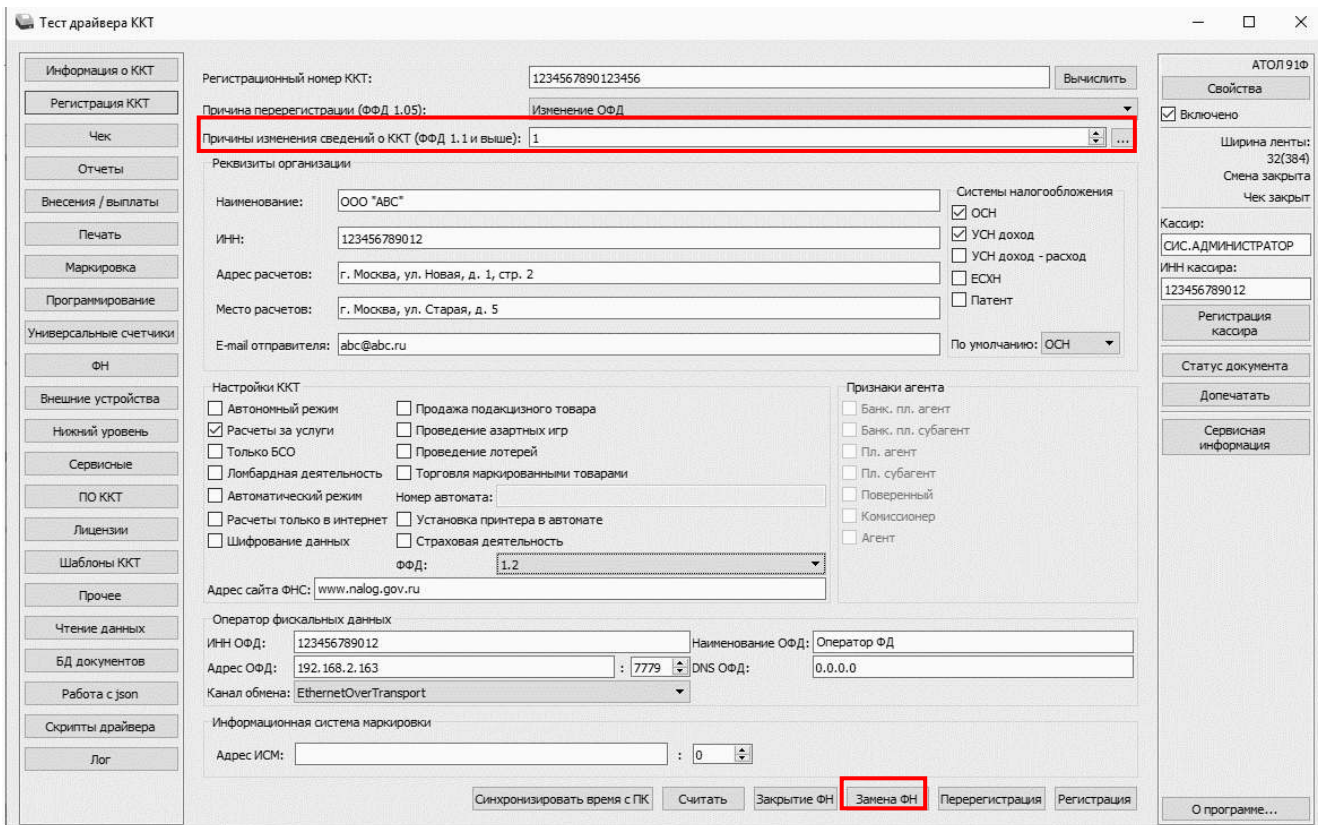 Тест драйвера ККТ
Информация о ККТ
Регистрация ККТ
Чек
Отчеты
Внесения / выплаты
Печать
Маркировка
Программирование
Универсальные счетчики
ФН
Внешние устройства
Нижний уровень
Сервисные
ПО ККТ
Лицензии
Шаблоны ККТ
Прочее
Чтение данных
БД документов
Работа с json
Скрипты драйвера
Лог
Регистрационный номер ККТ: 1234567890123456 Вычислить
Причина перерегистрации (ФФД 1.05): Изменение ОФД
Причины изменения сведений о ККТ (ФФД 1.1 и выше): 1 ...
Реквизиты организации
Наименование: ООО "АВС"
ИНН: 123456789012
Адрес расчетов: г. Москва, ул. Новая, д. 1, стр. 2
Место расчетов: г. Москва, ул. Старая, д. 5
E-mail отправителя: abc@abc.ru
Системы налогообложения
ОСН
УСН доход
УСН доход - расход
ЕСХН
Патент
По умолчанию: ОСН
Настройки ККТ
Автономный режим Продажа подакцизного товара
Расчеты за услуги Проведение азартных игр
Только БСО Проведение лотерей
Ломбардная деятельность Торговля маркированными товарами
Автоматический режим Номер автомата:
Расчеты только в интернет Установка принтера в автомате
Шифрование данных Страховая деятельность
ФФД: 1.2
Адрес сайта ФНС: www.nalog.gov.ru
Признаки агента
Банк. пл. агент
Банк. пл. субагент
Пл. агент
Пл. субагент
Поверенный
Комиссионер
Агент
Оператор фискальных данных
ИНН ОФД: 123456789012 Наименование ОФД: Оператор ФД
Адрес ОФД: 192.168.2.163 : 7779 DNS ОФД: 0.0.0.0
Канал обмена: EthernetOverTransport
Информационная система маркировки
Адрес ИСМ: : 0
Синхронизировать время с ПК Считать Закрытие ФН Замена ФН Перерегистрация Регистрация
АТОЛ 91Ф
Свойства
Включено
Ширина ленты:
32(384)
Смена закрыта
Чек закрыт
Кассир:
СИС.АДМИНИСТРАТОР
ИНН кассира:
123456789012
Регистрация
кассира
Статус документа
Допечатать
Сервисная
информация
О программе...